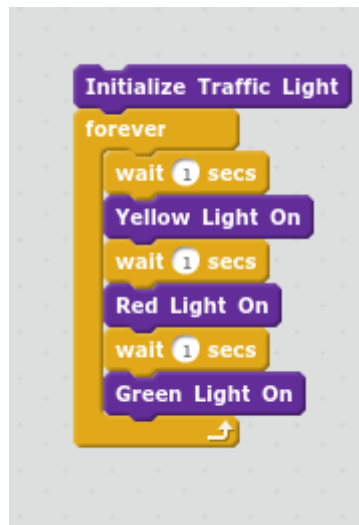 Initialize Traffic Light
forever
wait 1 secs
Yellow Light On
wait 1 secs
Red Light On
wait 1 secs
Green Light On